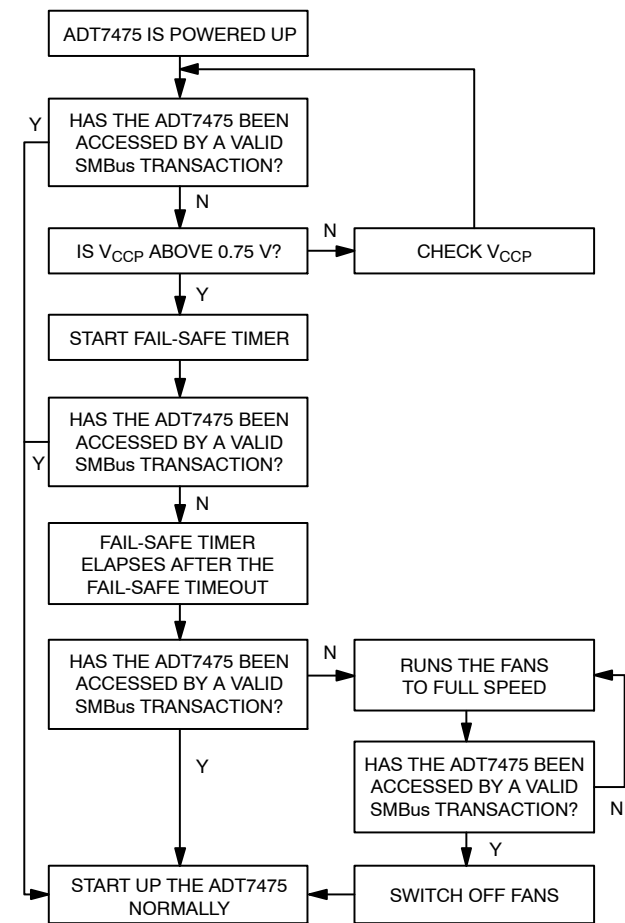 ADT7475 IS POWERED UP
Y
HAS THE ADT7475 BEEN
ACCESSED BY A VALID
SMBus TRANSACTION?
N
IS VCCP ABOVE 0.75 V?
N
CHECK VCCP
Y
START FAIL-SAFE TIMER
HAS THE ADT7475 BEEN
ACCESSED BY A VALID
SMBus TRANSACTION?
Y
N
FAIL-SAFE TIMER
ELAPSES AFTER THE
FAIL-SAFE TIMEOUT
HAS THE ADT7475 BEEN
ACCESSED BY A VALID
SMBus TRANSACTION?
N
RUNS THE FANS
TO FULL SPEED
Y
HAS THE ADT7475 BEEN
ACCESSED BY A VALID
SMBus TRANSACTION?
N
Y
START UP THE ADT7475
NORMALLY
SWITCH OFF FANS